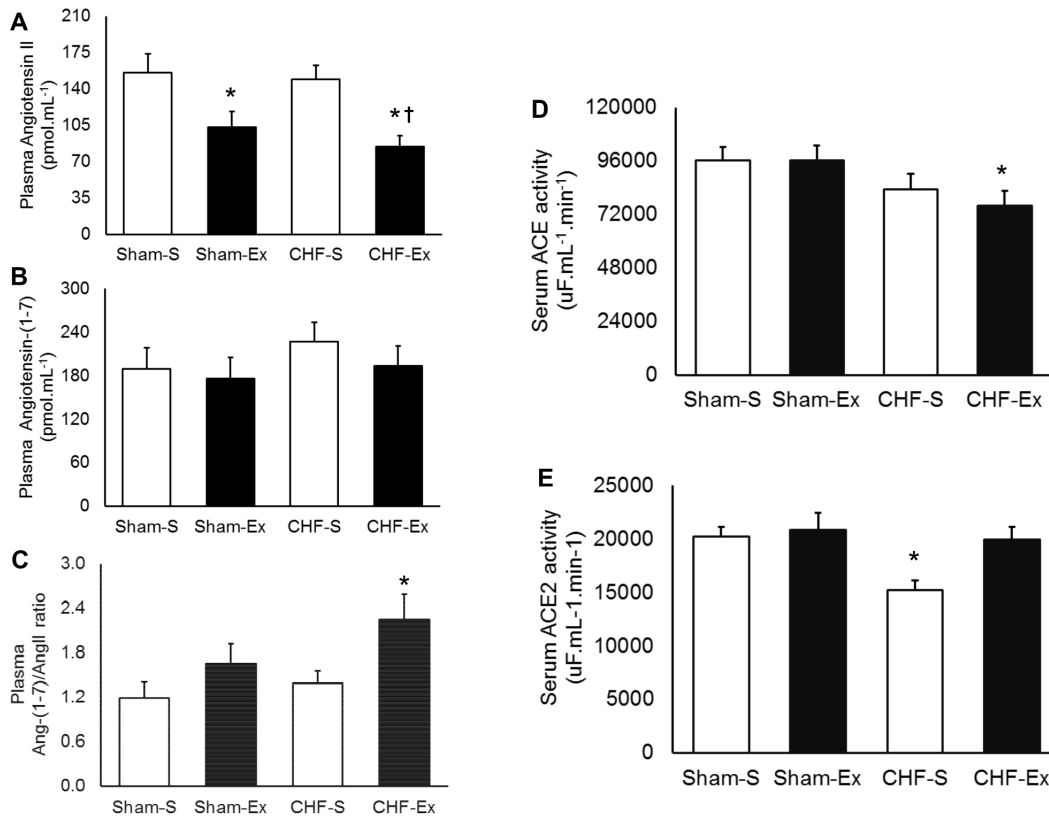 A
Plasma Angiotensin II
(pmol.mL⁻¹)
210
175
140
105
70
35
0
*
*†
Sham-S Sham-Ex CHF-S CHF-Ex
B
Plasma Angiotensin-(1-7)
(pmol.mL⁻¹)
300
240
180
120
60
0
Sham-S Sham-Ex CHF-S CHF-Ex
C
Plasma
Ang-(1-7)/AngII ratio
3.0
2.4
1.8
1.2
0.6
0.0
*
Sham-S Sham-Ex CHF-S CHF-Ex
D
Serum ACE activity
(uF.mL⁻¹.min⁻¹)
120000
96000
72000
48000
24000
0
*
Sham-S Sham-Ex CHF-S CHF-Ex
E
Serum ACE2 activity
(uF.mL-1.min-1)
25000
20000
15000
10000
5000
0
*
Sham-S Sham-Ex CHF-S CHF-Ex